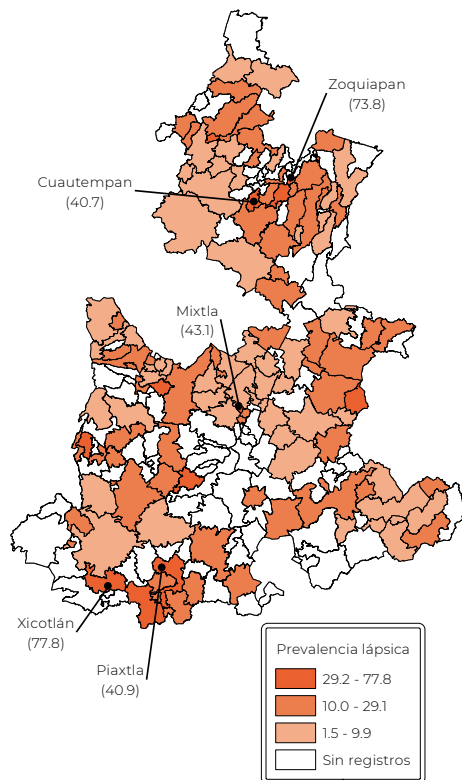 Zoquiapan
(73.8)
Cuautempan
(40.7)
Mixtla
(43.1)
Xicotlán
(77.8)
Piaxtla
(40.9)
Prevalencia lápsica
29.2 - 77.8
10.0 - 29.1
1.5 - 9.9
Sin registros